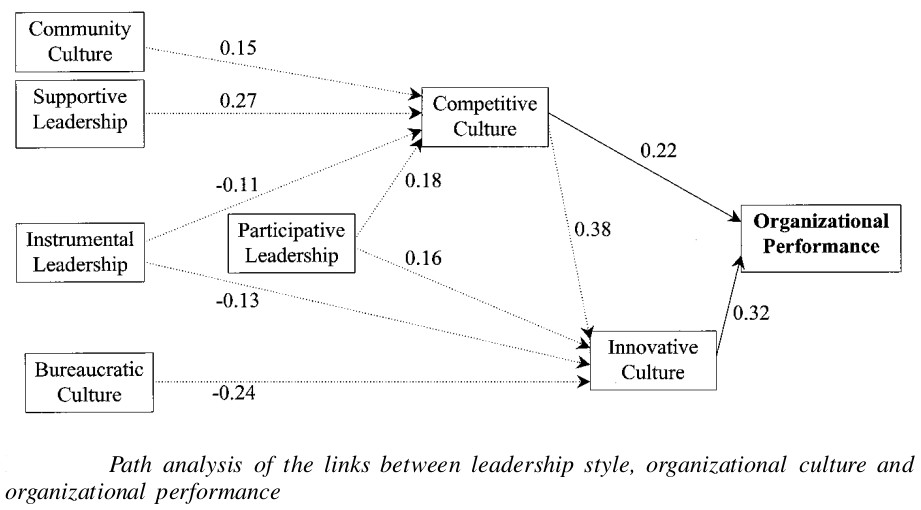 Community
Culture
0.15
Supportive
Leadership
0.27
Competitive
Culture
0.22
-0.11
0.18
Instrumental
Leadership
Participative
Leadership
0.38
Organizational
Performance
0.16
-0.13
0.32
Innovative
Culture
Bureaucratic
Culture
-0.24
Path analysis of the links between leadership style, organizational culture and
organizational performance